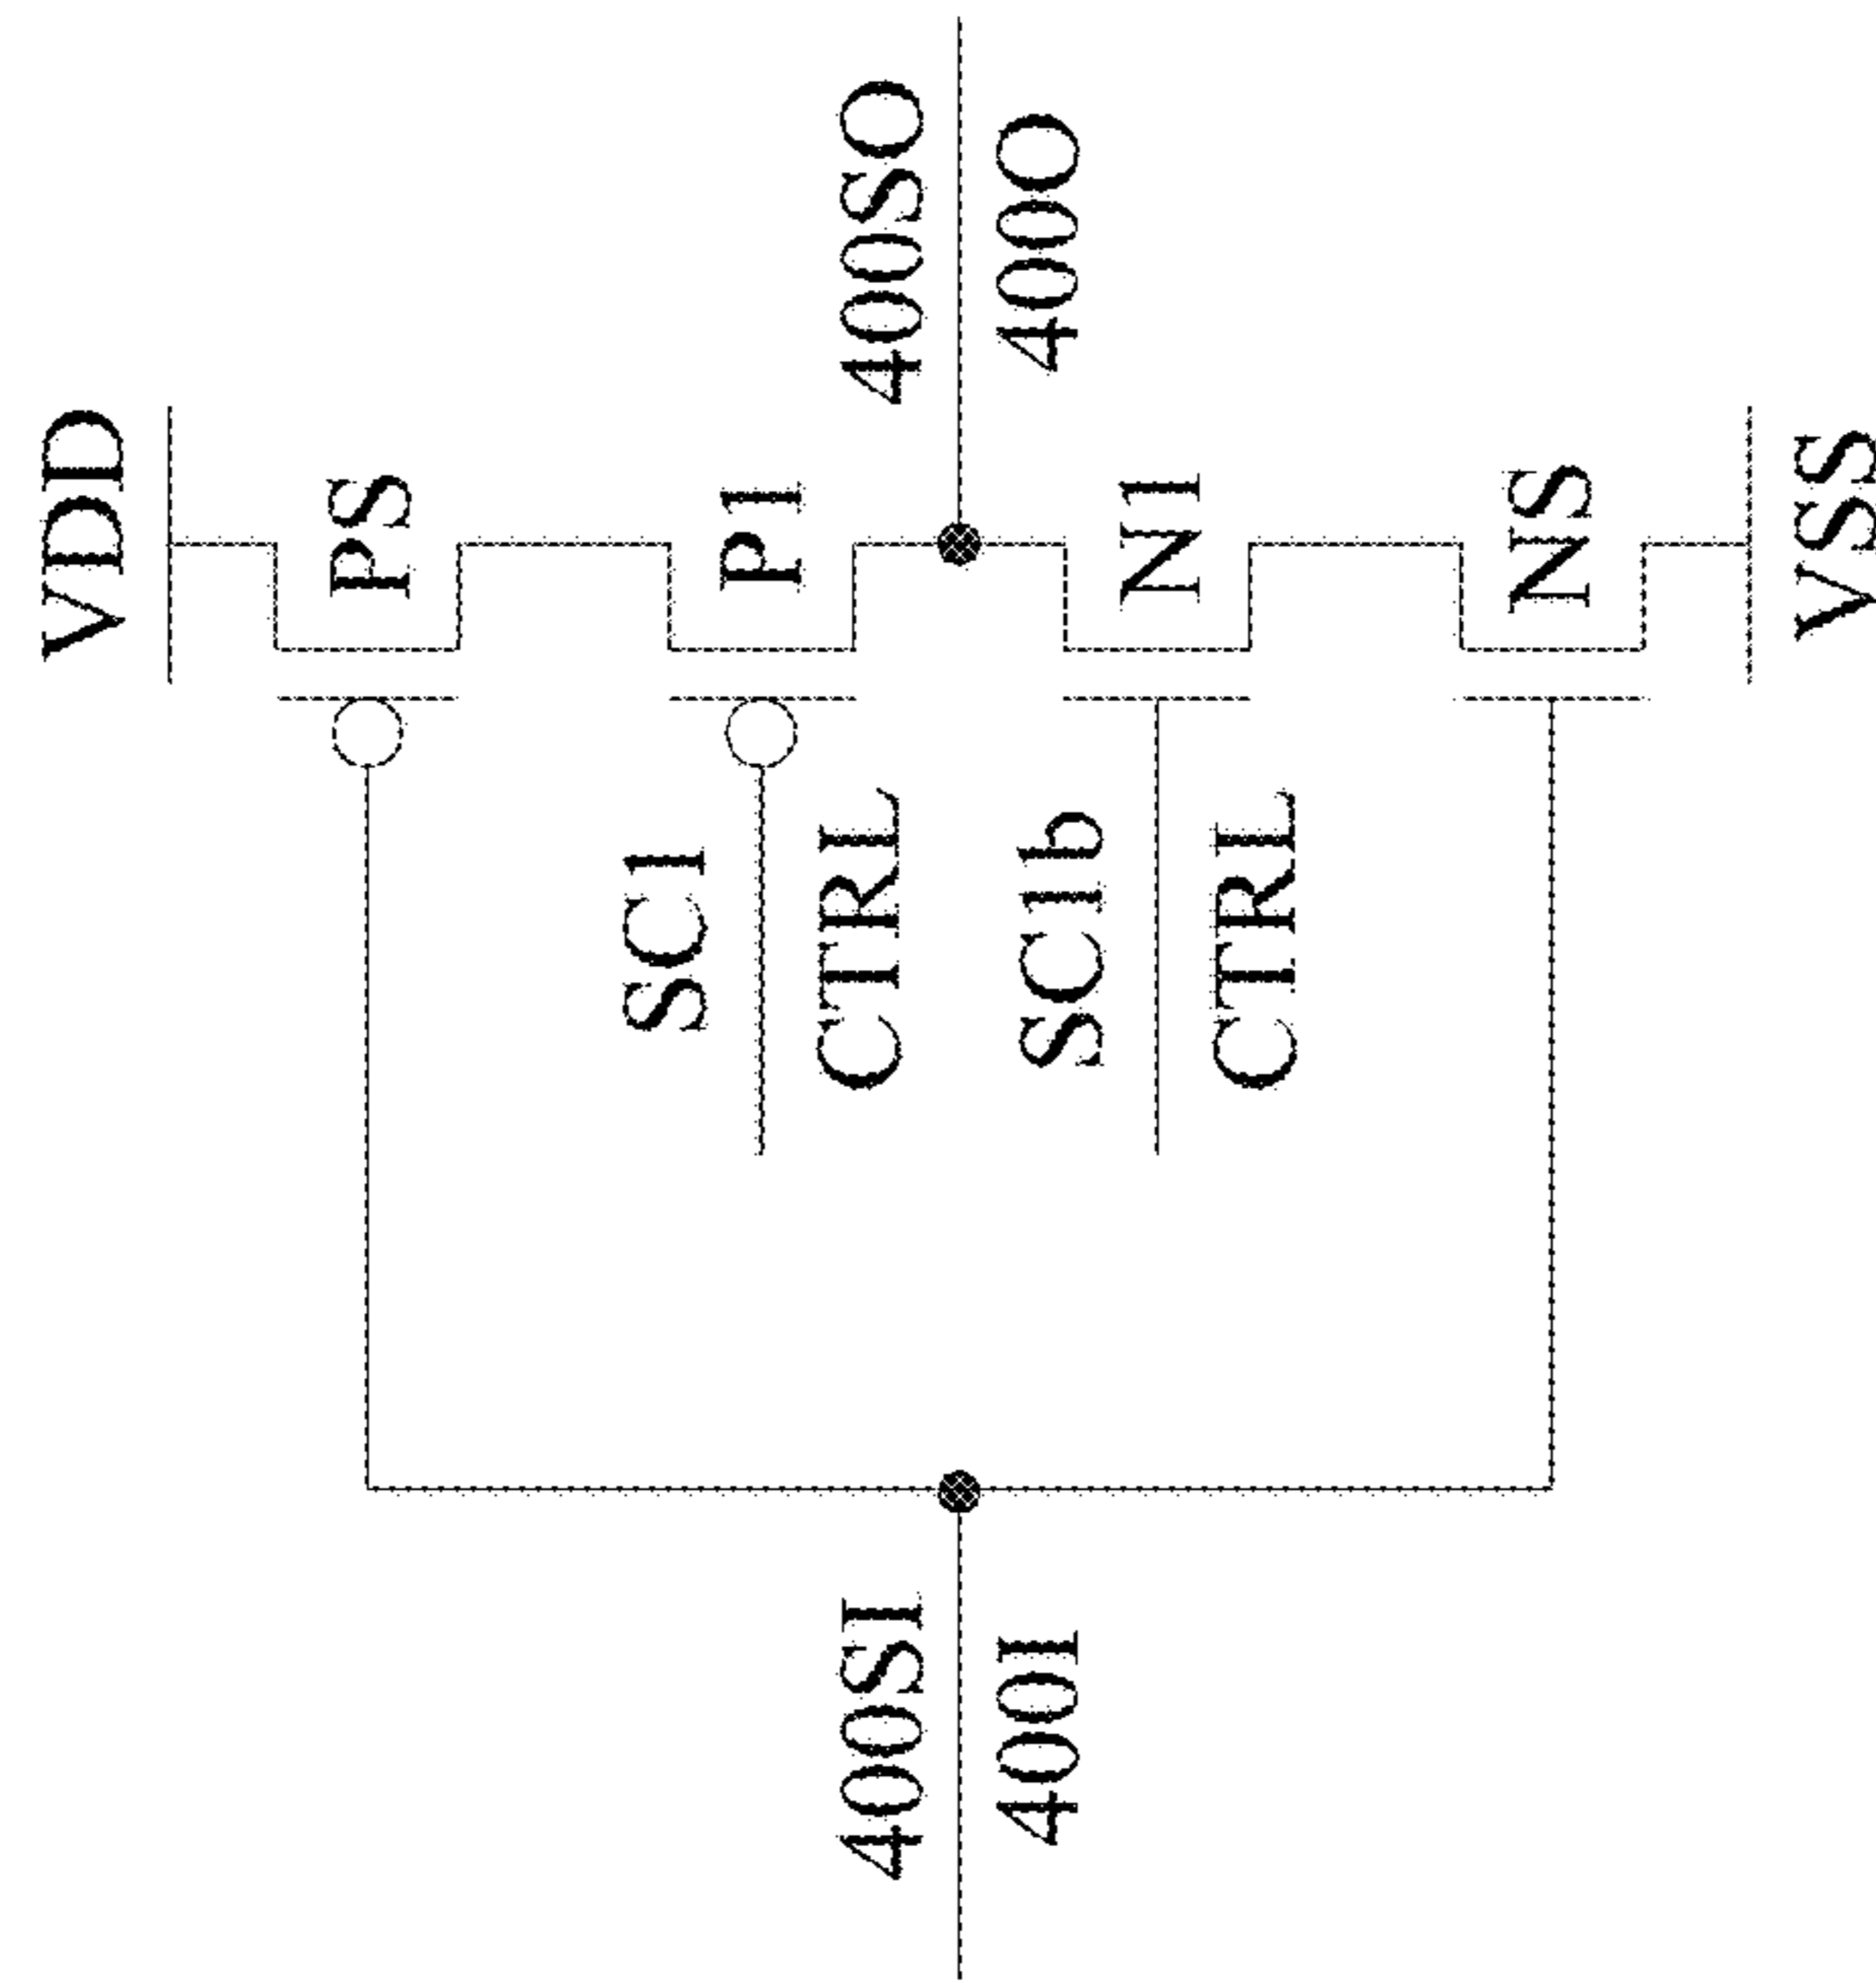 VDD
PS
SC1
P1
CTRL
400SI
400SO
400I
400O
SC1b
N1
CTRL
NS
VSS